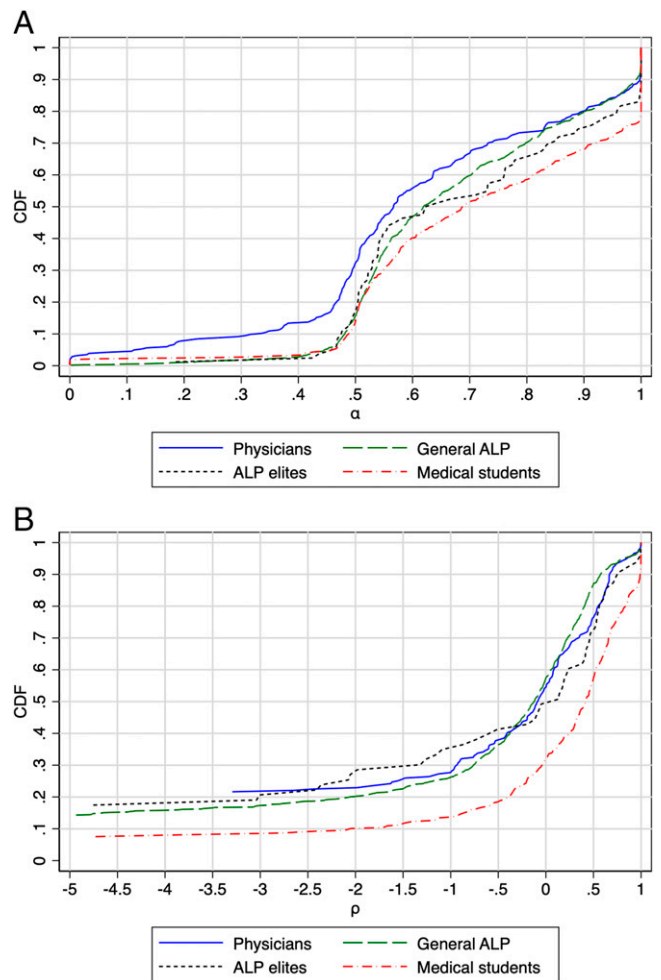 A
1
.9
.8
.7
.6
.5
.4
.3
.2
.1
0
CDF
0 .1 .2 .3 .4 .5 .6 .7 .8 .9 1
α
Physicians General ALP
ALP elites Medical students
B
1
.9
.8
.7
.6
.5
.4
.3
.2
.1
0
CDF
-5 -4.5 -4 -3.5 -3 -2.5 -2 -1.5 -1 -.5 0 .5 1
ρ
Physicians General ALP
ALP elites Medical students